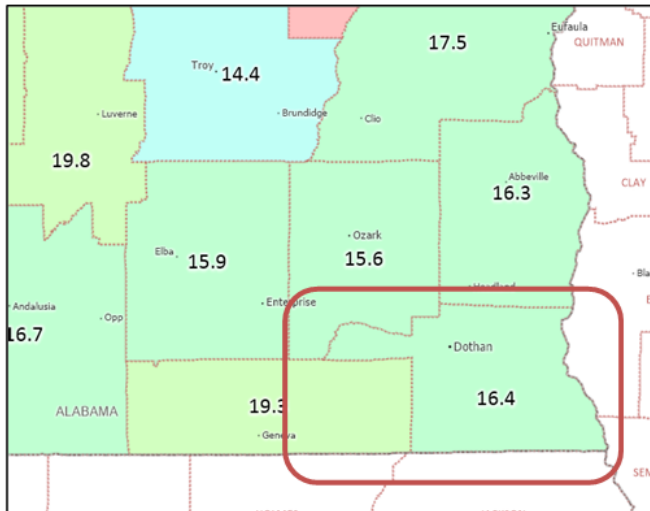 Eufaula
17.5
QUITMAN
Troy
14.4
Luverne
Brundidge
Clio
19.8
Abbeville
16.3
CLAY
Ozark
Elba
15.9
15.6
Enterprise
Andalusia
Opp
16.7
Dothan
ALABAMA
19.3
16.4
Geneva